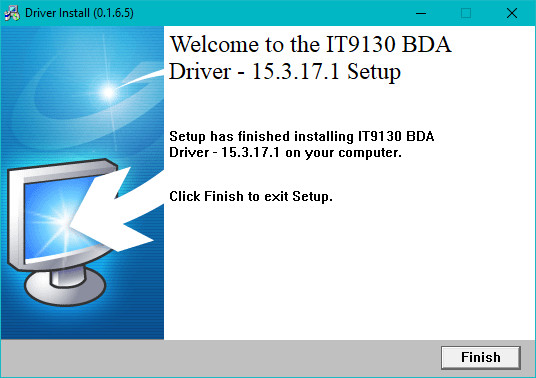 Driver Install (0.1.6.5)
Welcome to the IT9130 BDA
Driver - 15.3.17.1 Setup
Setup has finished installing IT9130 BDA
Driver - 15.3.17.1 on your computer.
Click Finish to exit Setup.
Finish